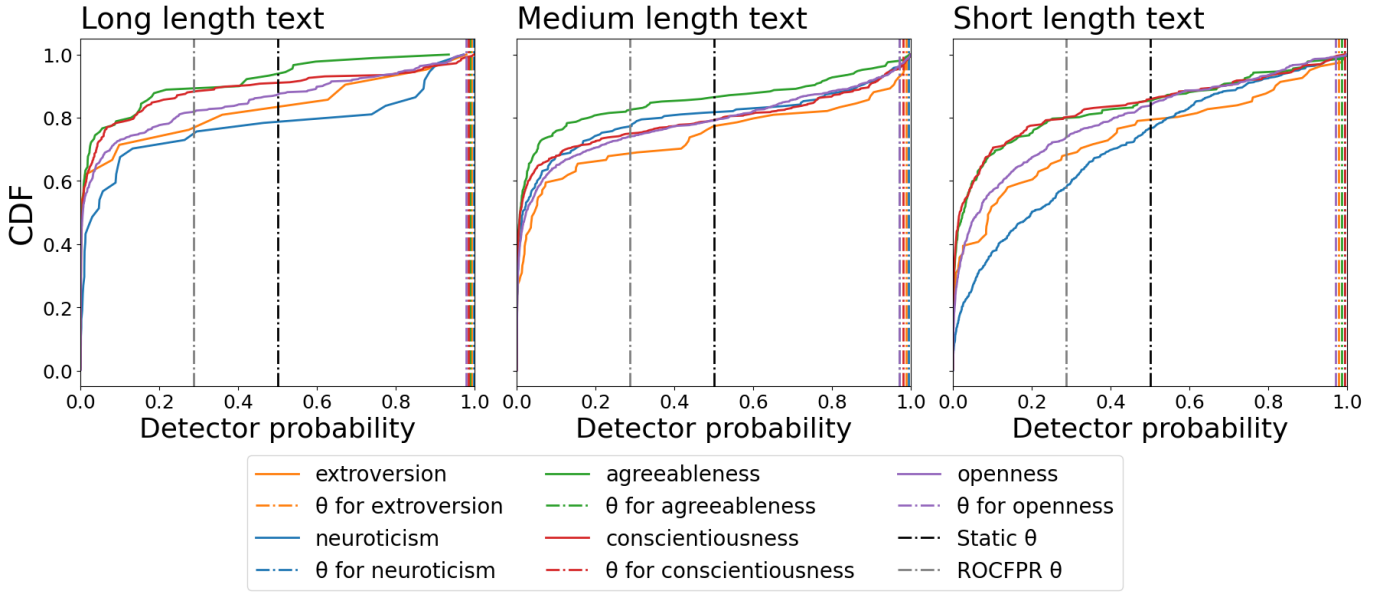 Long length text
Medium length text
Short length text
CDF
1.0
0.8
0.6
0.4
0.2
0.0
0.0 0.2 0.4 0.6 0.8 1.0
0.0 0.2 0.4 0.6 0.8 1.0
0.0 0.2 0.4 0.6 0.8 1.0
Detector probability
Detector probability
Detector probability
extroversion
θ for extroversion
neuroticism
θ for neuroticism
agreeableness
θ for agreeableness
conscientiousness
θ for conscientiousness
openness
θ for openness
Static θ
ROCFPR θ